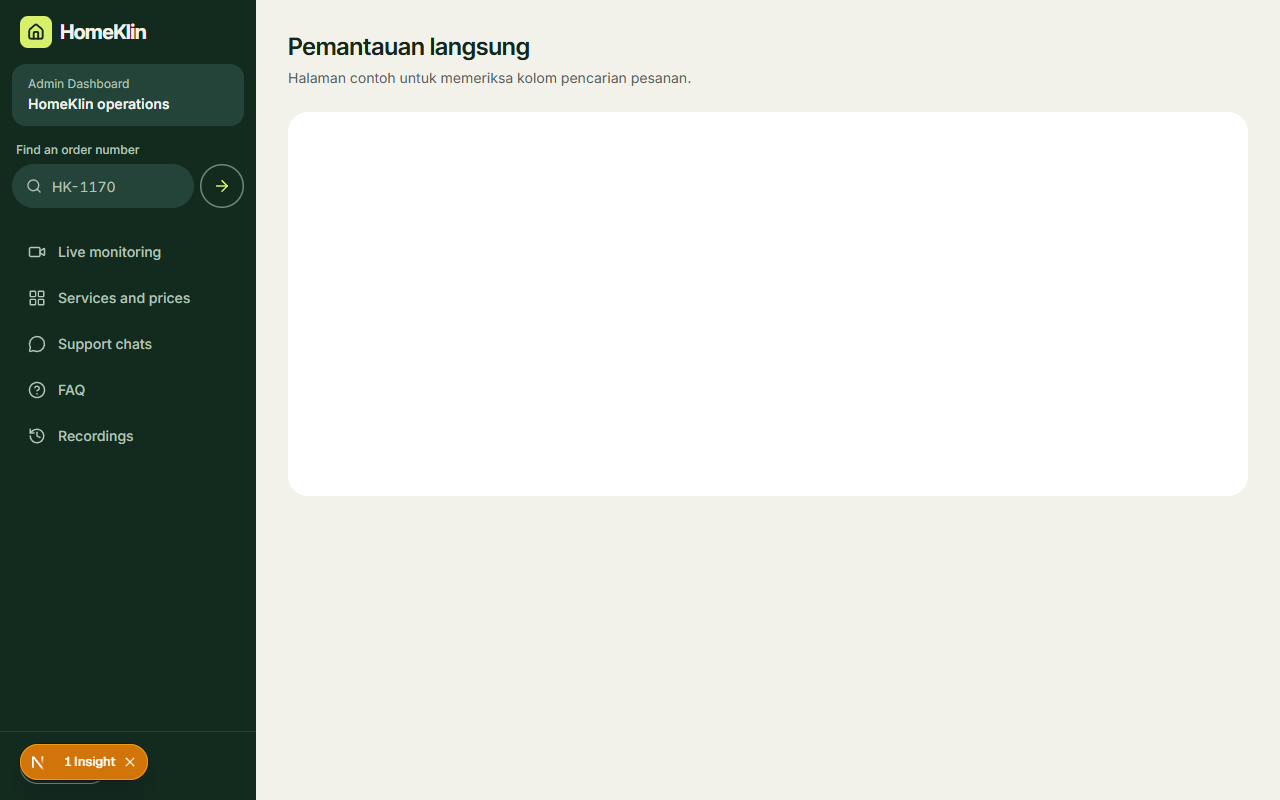 HomeKlin
Admin Dashboard
HomeKlin operations
Find an order number
HK-1170
Live monitoring
Services and prices
Support chats
FAQ
Recordings
1 Insight
Pemantauan langsung
Halaman contoh untuk memeriksa kolom pencarian pesanan.